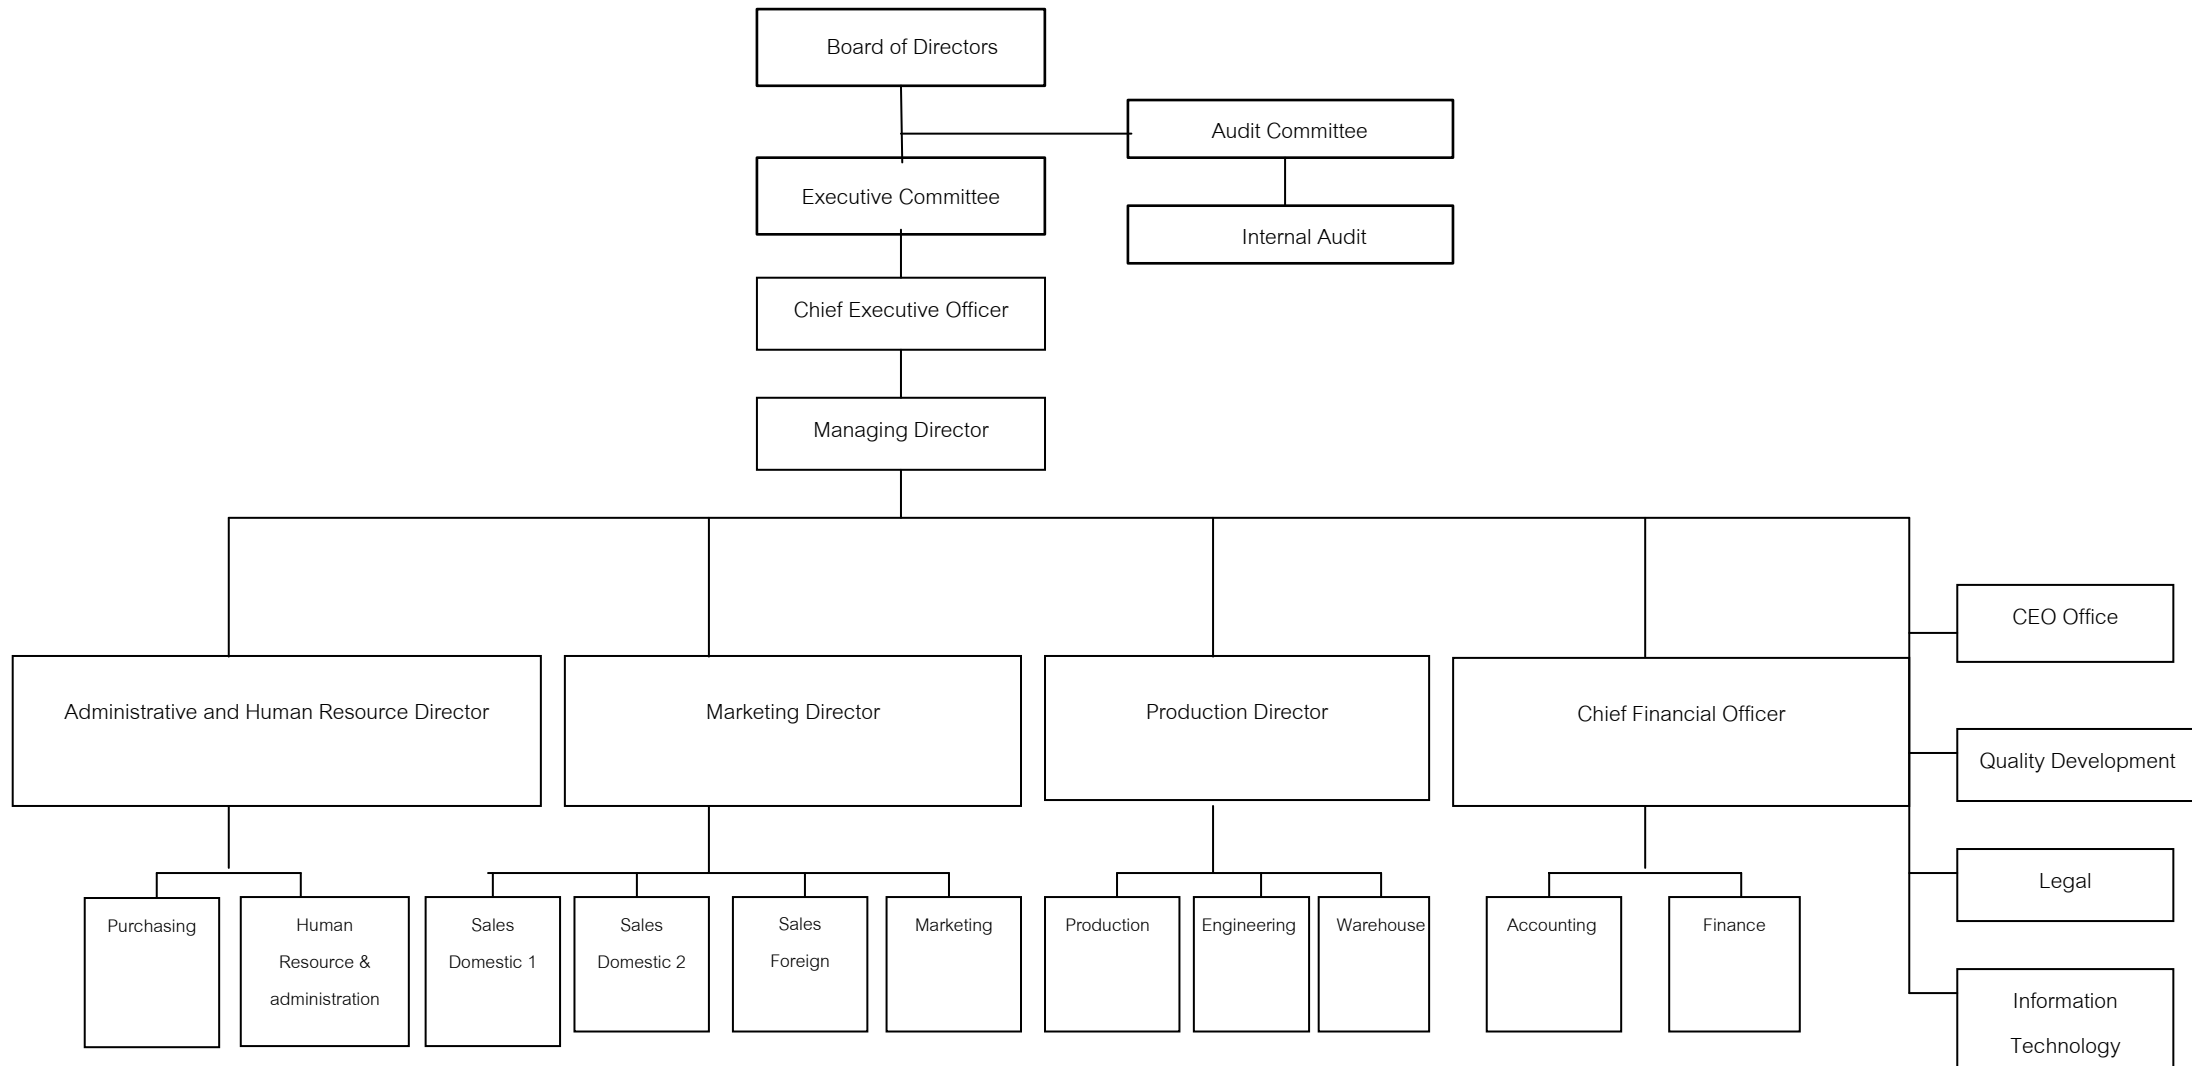 Board of Directors
Audit Committee
Executive Committee
Internal Audit
Chief Executive Officer
Managing Director
CEO Office
Administrative and Human Resource Director
Marketing Director
Production Director
Chief Financial Officer
Quality Development
Legal
Purchasing
Human
Resource &
administration
Sales
Domestic 1
Sales
Domestic 2
Sales
Foreign
Marketing
Production
Engineering
Warehouse
Accounting
Finance
Information
Technology